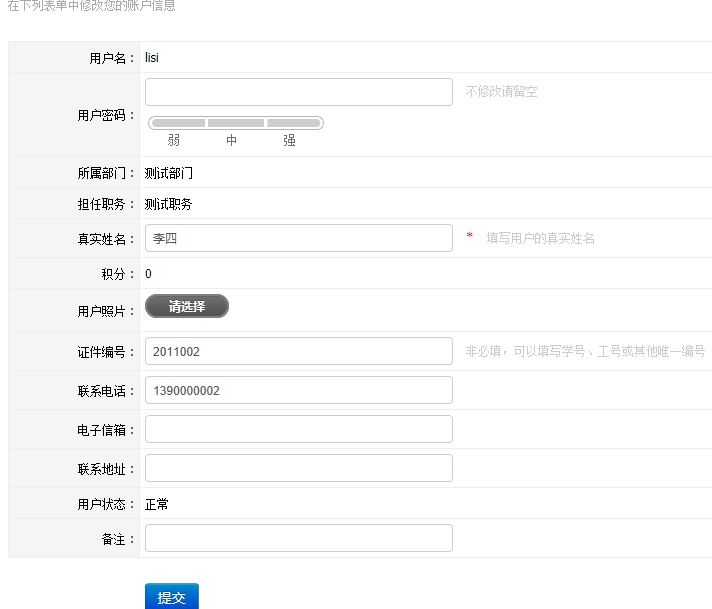 在下列表单中修改您的账户信息
用户名： lisi
用户密码： 不修改请留空
弱 中 强
所属部门： 测试部门
担任职务： 测试职务
真实姓名： 李四 * 填写用户的真实姓名
积分： 0
用户照片： 请选择
证件编号： 2011002 非必填，可以填写学号、工号或其他唯一编号
联系电话： 1390000002
电子信箱：
联系地址：
用户状态： 正常
备注：
提交